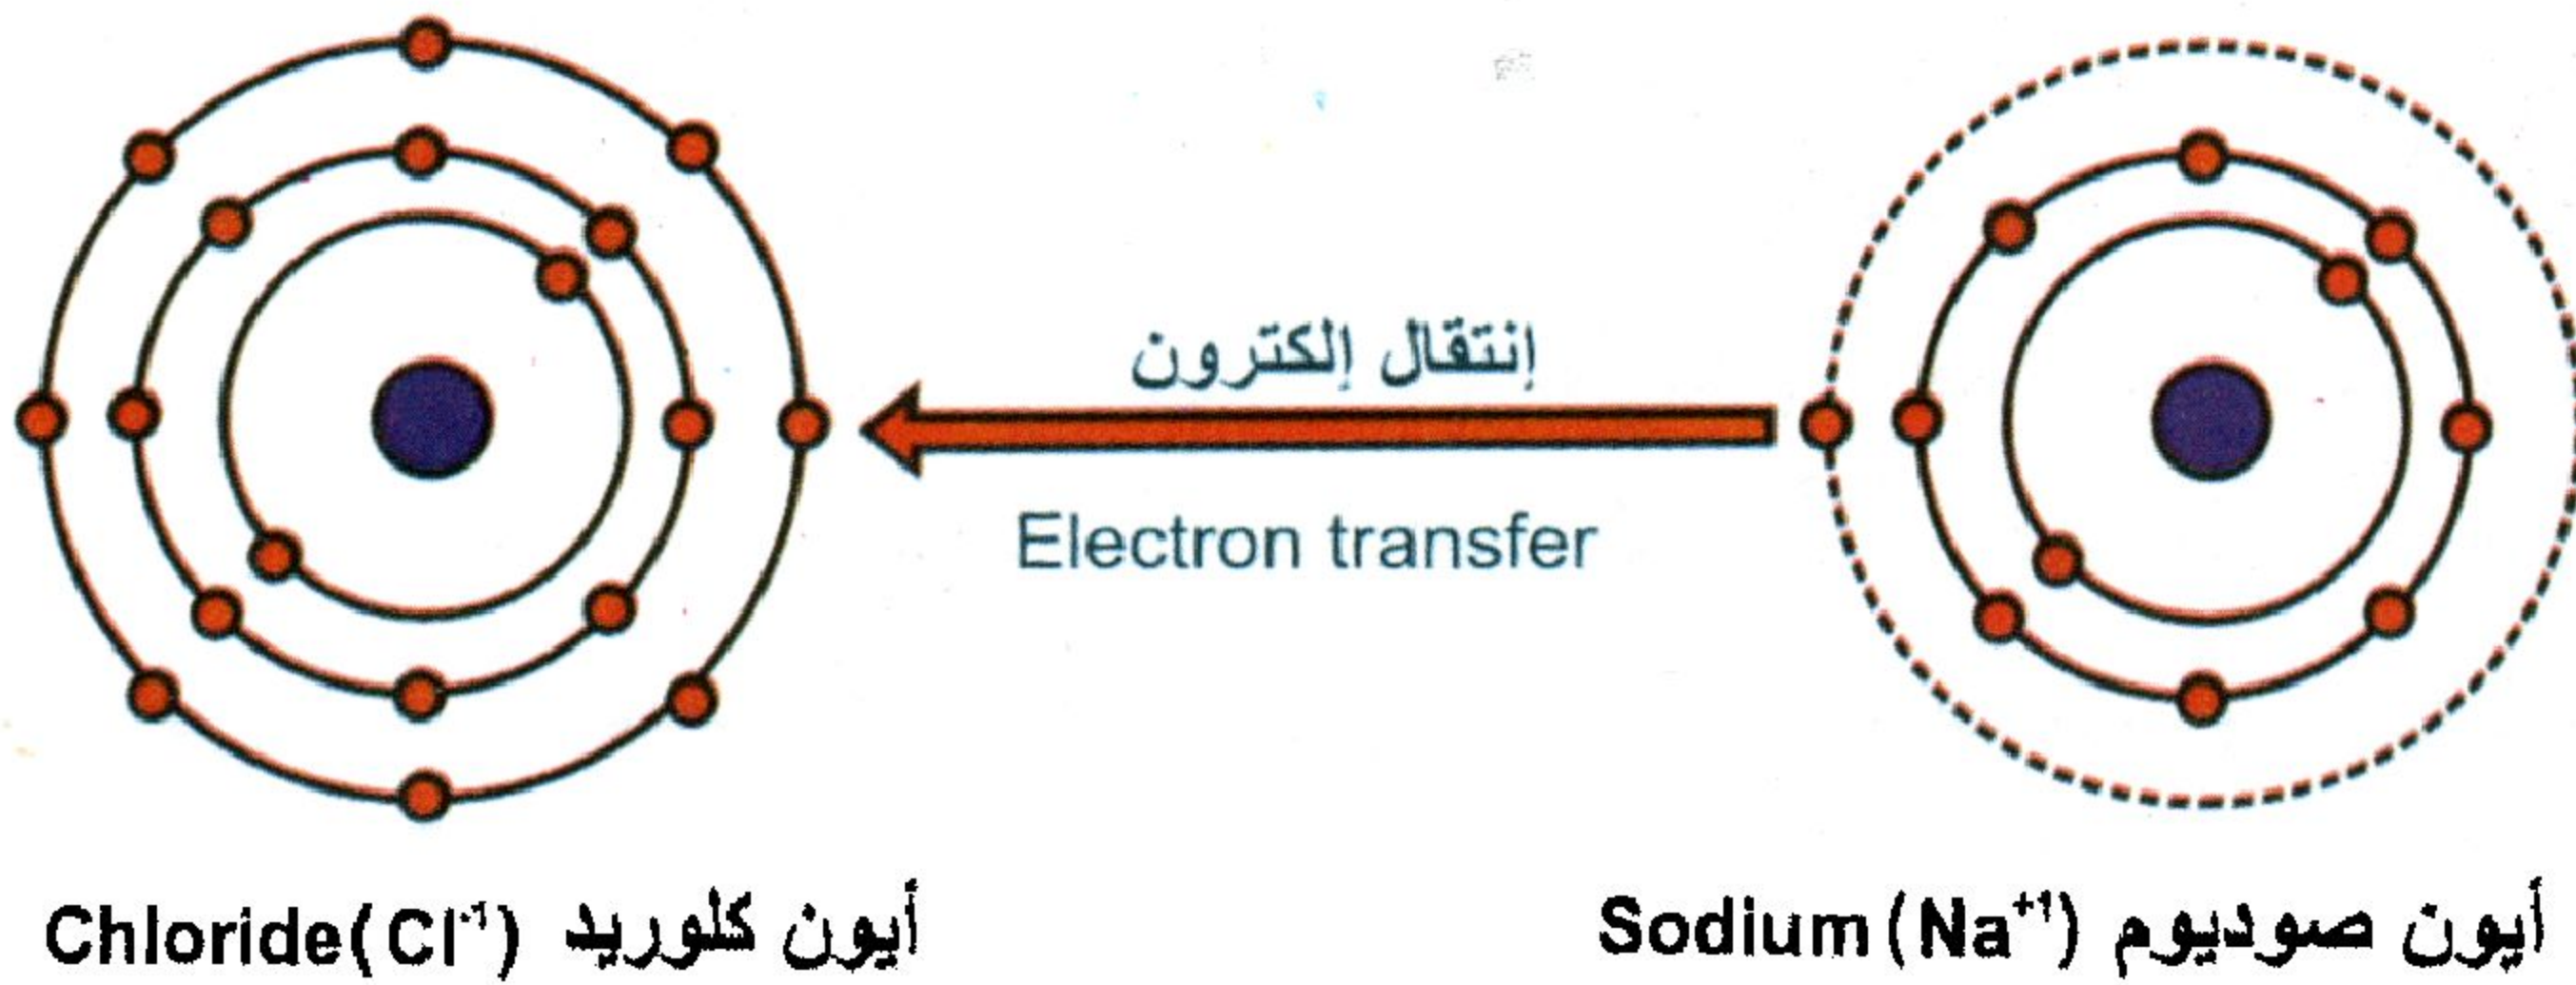 إنتقال إلكترون
Electron transfer
أيون كلوريد Chloride(Cl⁻¹)
أيون صوديوم Sodium(Na⁺¹)